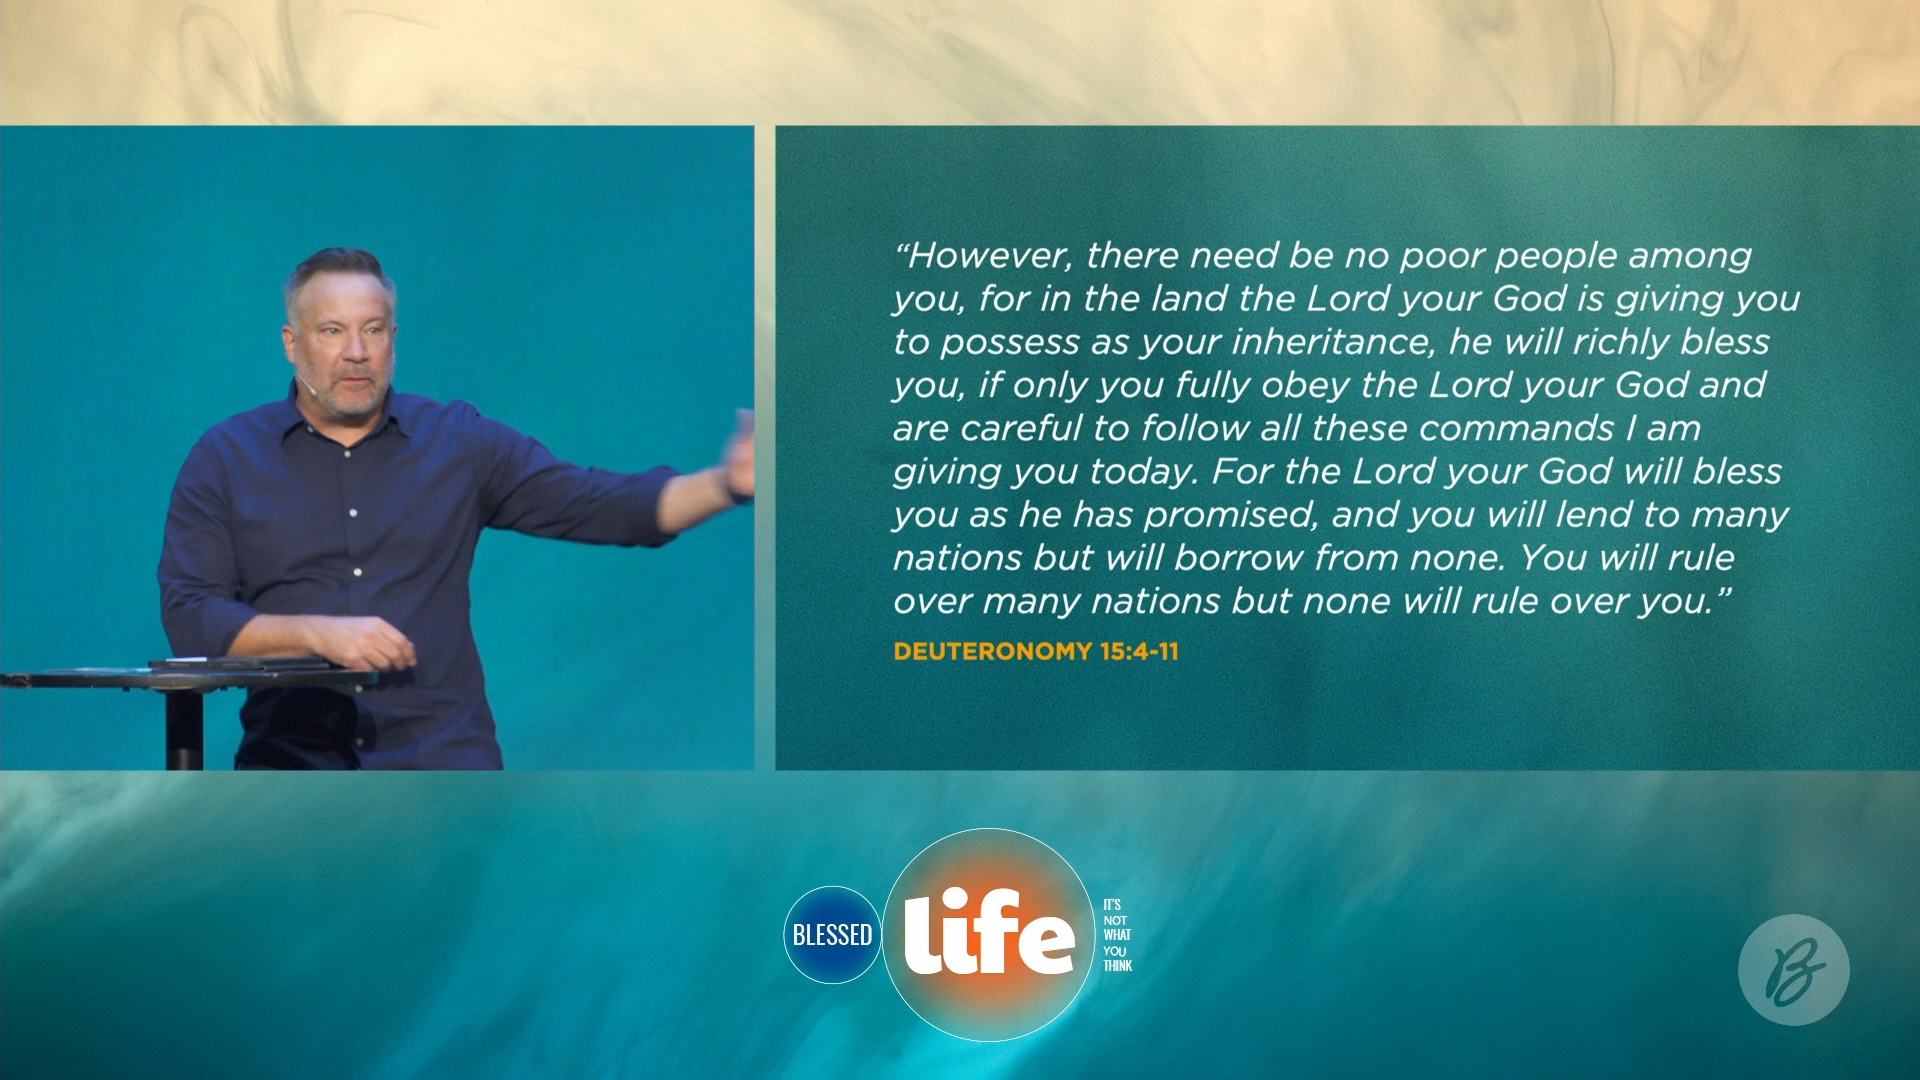 “However, there need be no poor people among
you, for in the land the Lord your God is giving you
to possess as your inheritance, he will richly bless
you, if only you fully obey the Lord your God and
are careful to follow all these commands I am
giving you today. For the Lord your God will bless
you as he has promised, and you will lend to many
nations but will borrow from none. You will rule
over many nations but none will rule over you.”
DEUTERONOMY 15:4-11
BLESSED
life
IT'S
NOT
WHAT
YOU
THINK
B